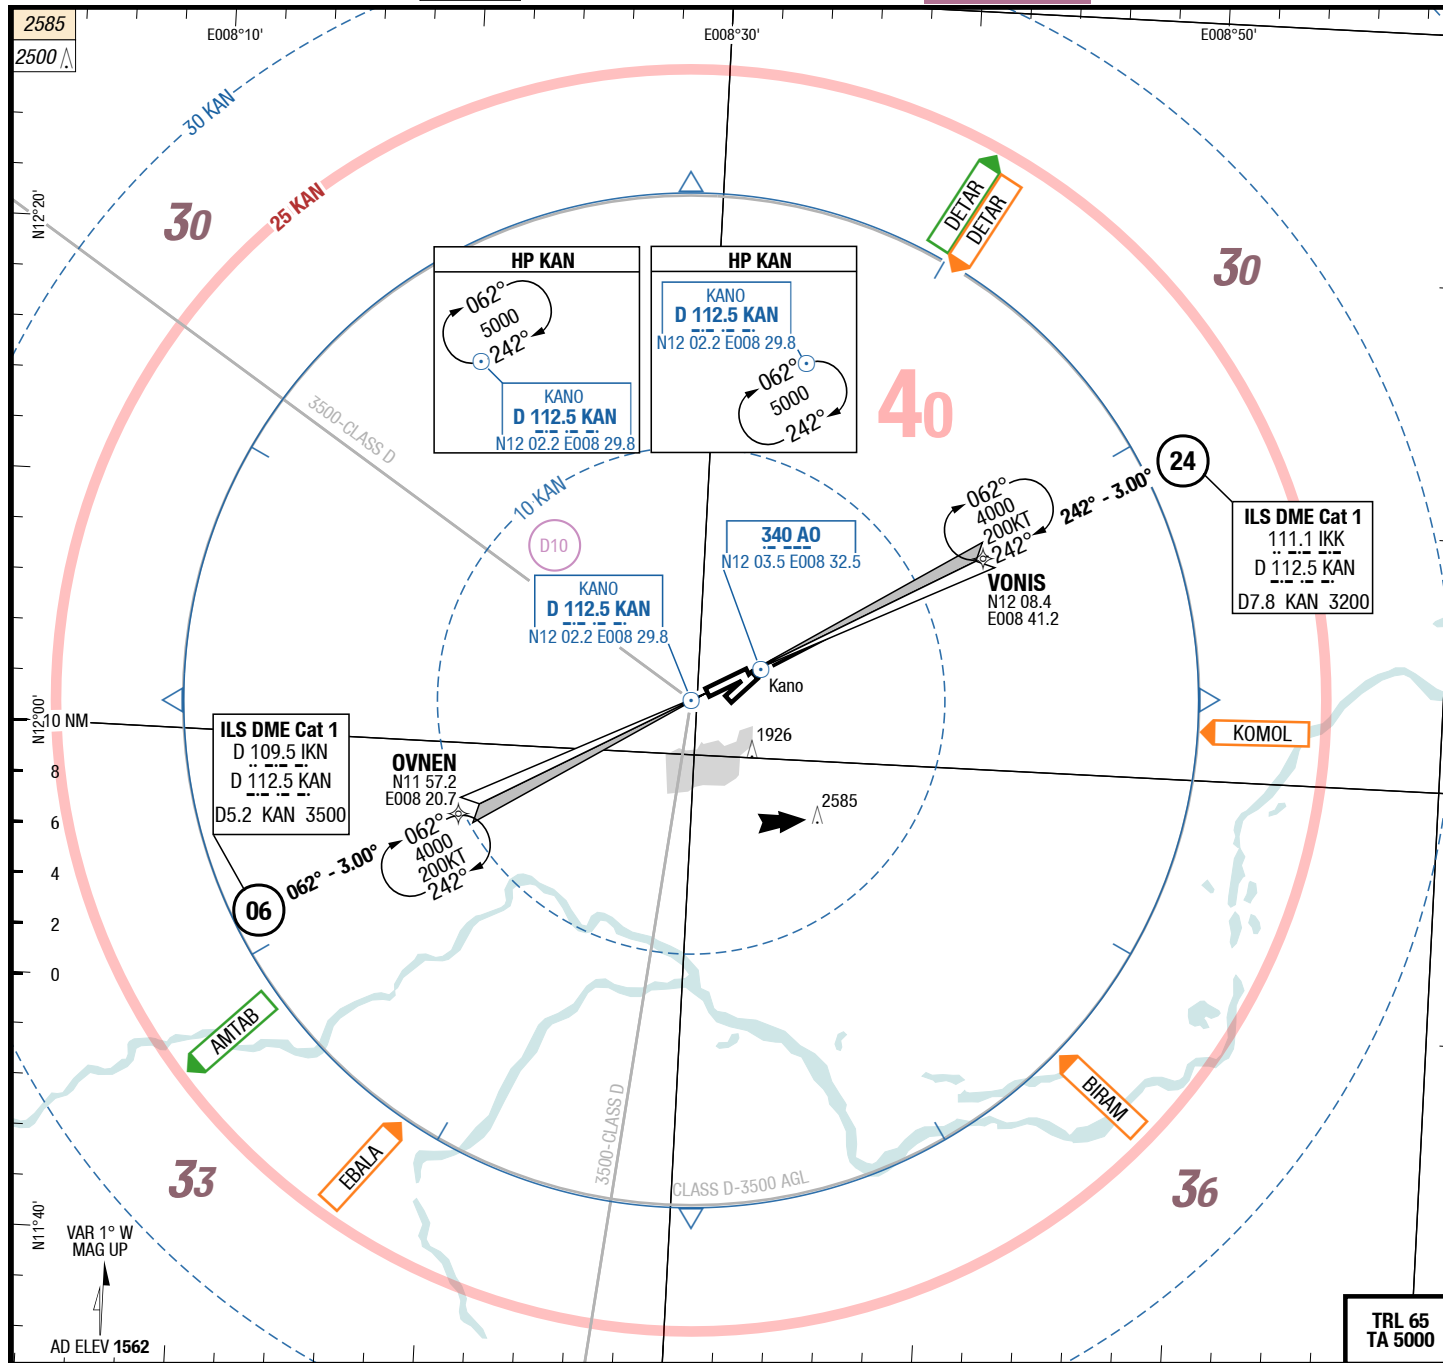 2585
2500
E008°10'
E008°30'
E008°50'
30 KAN
25 KAN
30
N12°20'
DETAR
DETAR
30
HP KAN
062°
5000
242°
KANO
D 112.5 KAN
N12 02.2 E008 29.8
HP KAN
KANO
D 112.5 KAN
N12 02.2 E008 29.8
062°
5000
242°
40
3500-CLASS D
10 KAN
D10
340 AO
N12 03.5 E008 32.5
KANO
D 112.5 KAN
N12 02.2 E008 29.8
Kano
062°
4000
200KT
242°
242° - 3.00°
24
VONIS
N12 08.4
E008 41.2
ILS DME Cat 1
111.1 IKK
D 112.5 KAN
D7.8 KAN 3200
KOMOL
N12°00'
10 NM
8
6
4
2
0
ILS DME Cat 1
D 109.5 IKN
D 112.5 KAN
D5.2 KAN 3500
OVNEN
N11 57.2
E008 20.7
062°
4000
200KT
242°
062° - 3.00°
06
1926
2585
AMTAB
EBALA
BIRAM
3500-CLASS D
CLASS D-3500 AGL
33
36
N11°40'
VAR 1° W
MAG UP
AD ELEV 1562
TRL 65
TA 5000